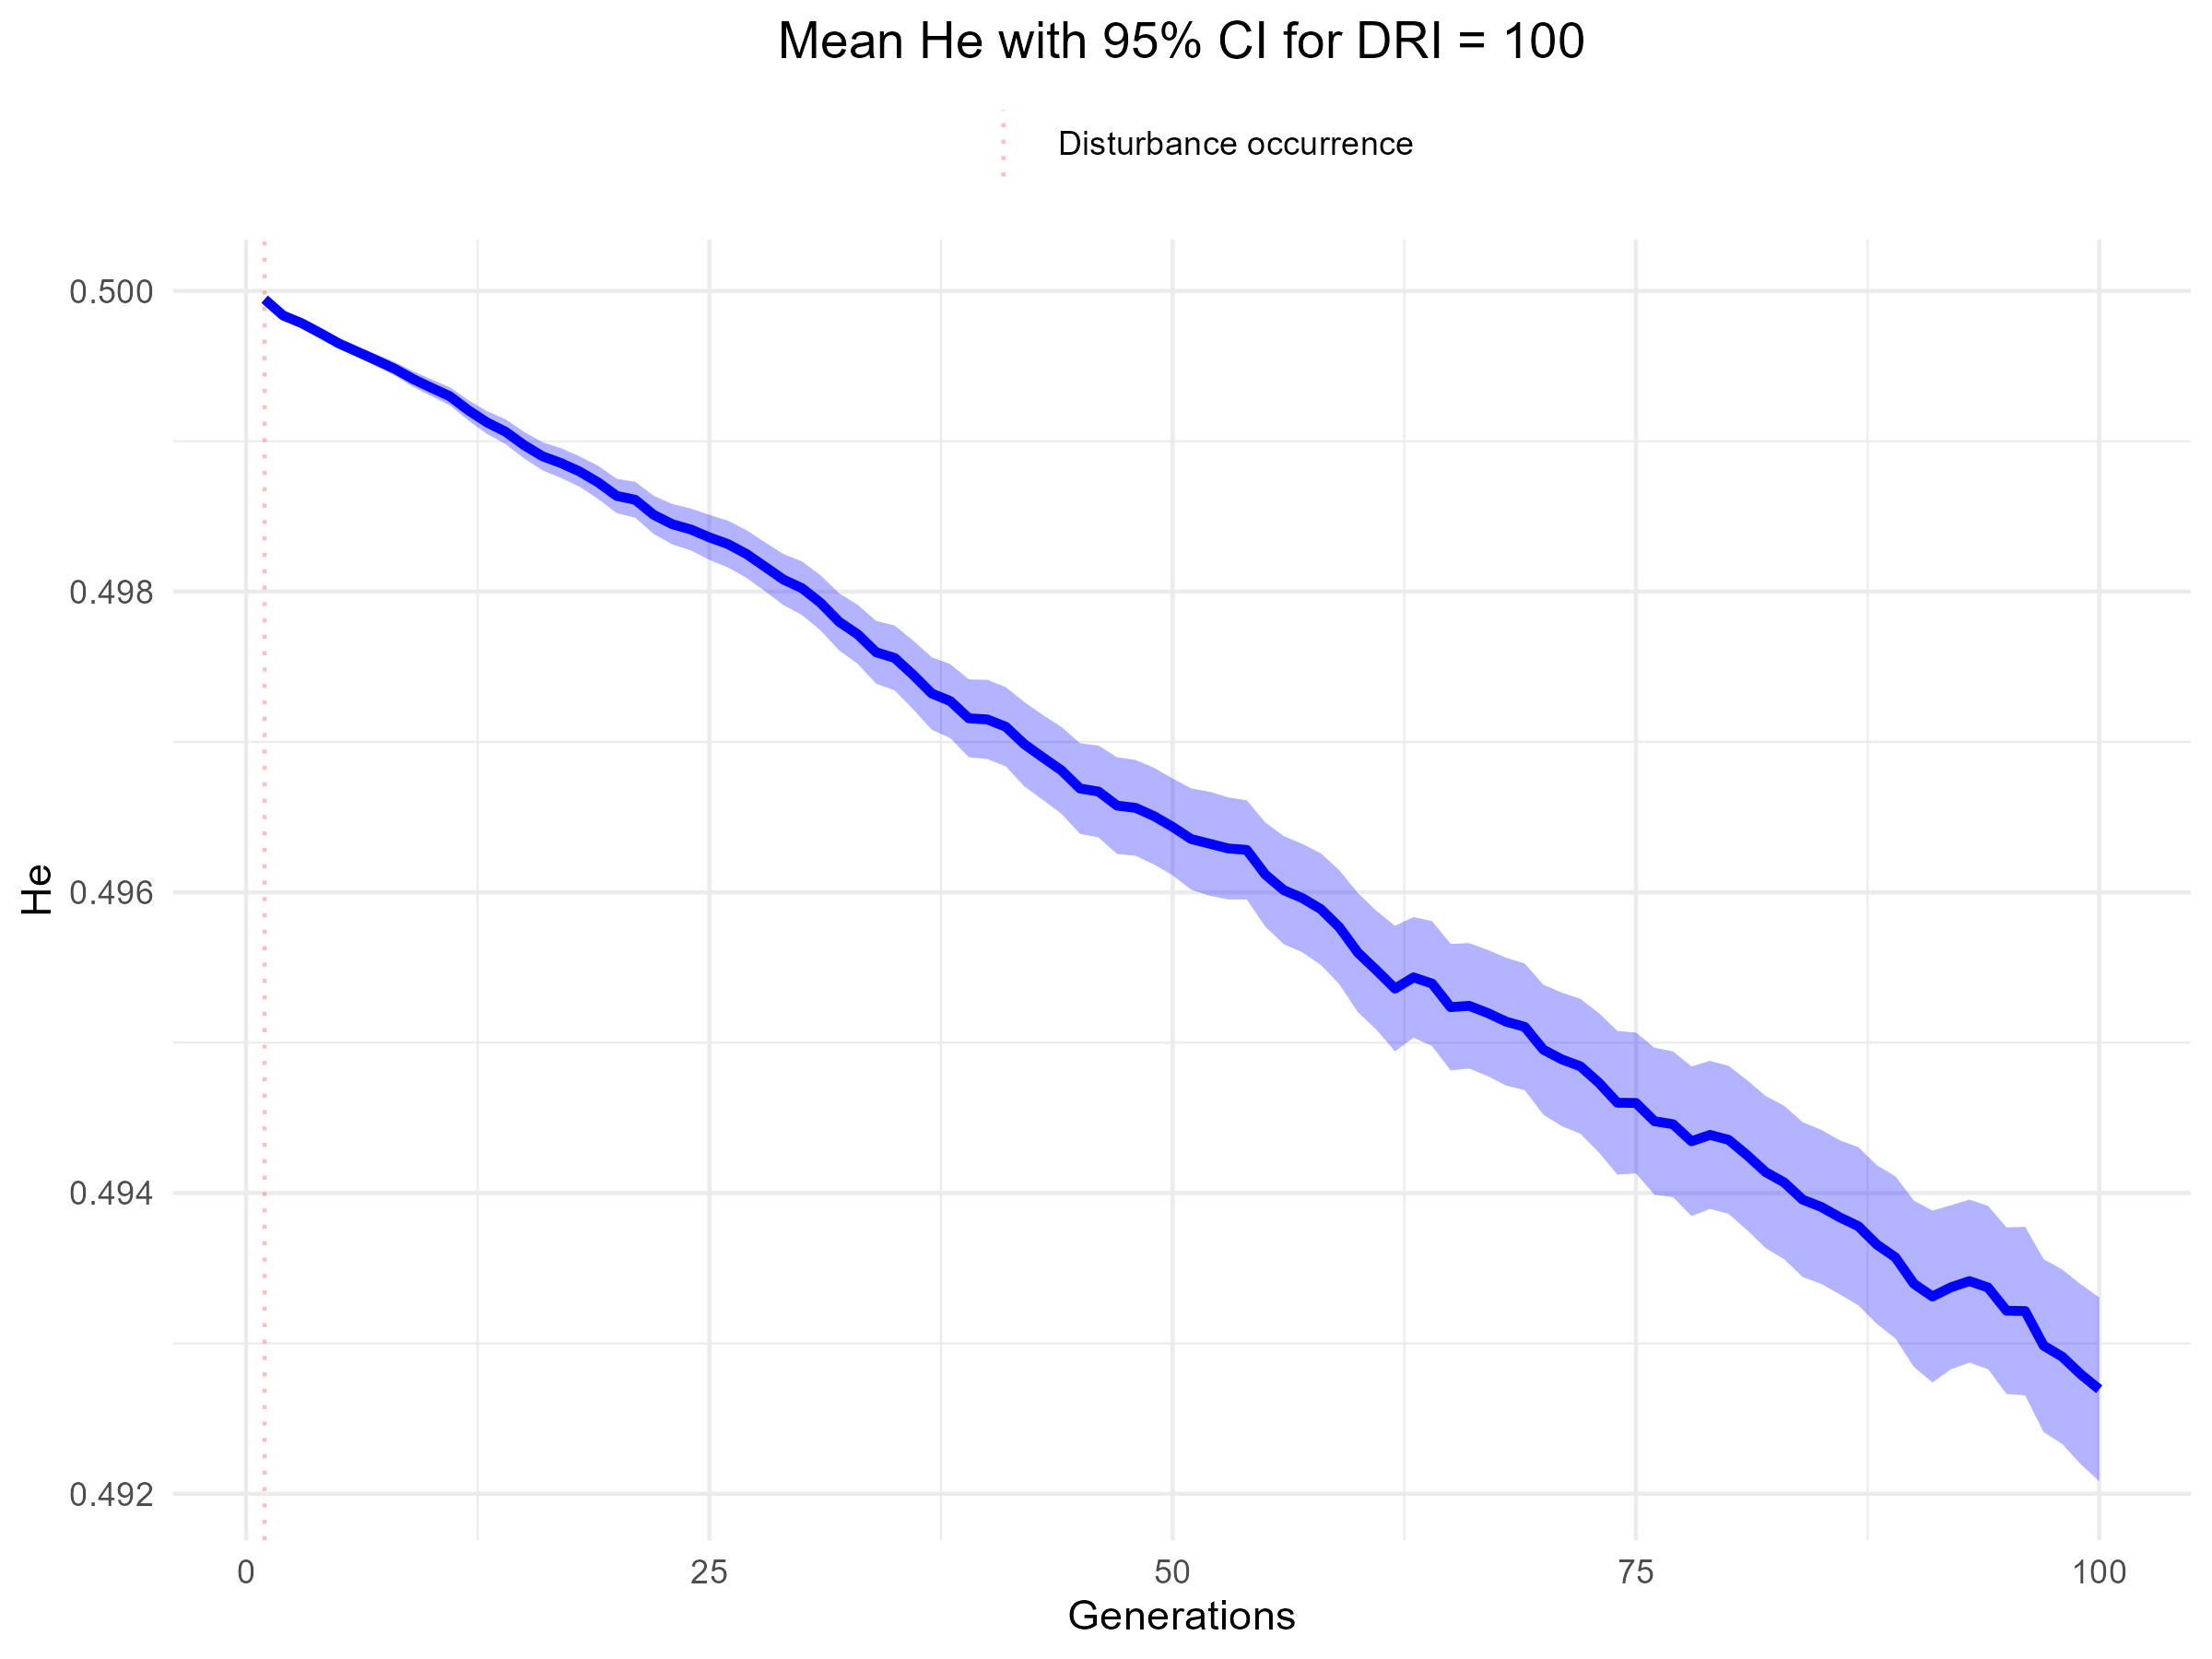 Mean He with 95% CI for DRI = 100
Disturbance occurrence
0.500
0.498
0.496
0.494
0.492
He
0 25 50 75 100
Generations